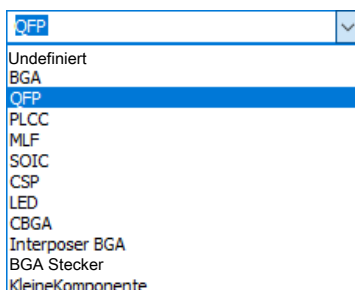 QFP
Undefiniert
BGA
QFP
PLCC
MLF
SOIC
CSP
LED
CBGA
Interposer BGA
BGA Stecker
KleineKomponente